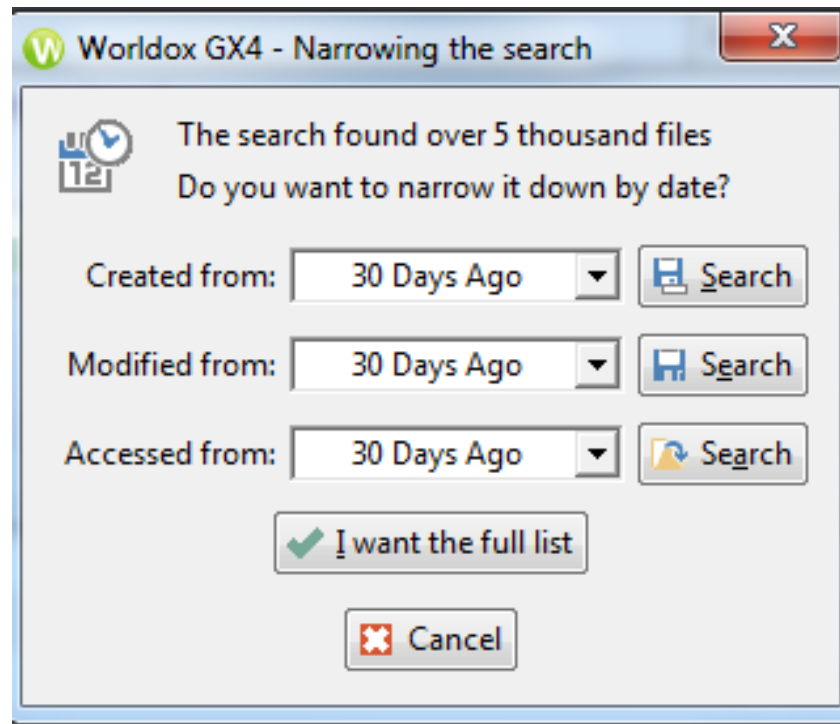 Worldox GX4 - Narrowing the search
The search found over 5 thousand files
Do you want to narrow it down by date?
Created from: 30 Days Ago Search
Modified from: 30 Days Ago Search
Accessed from: 30 Days Ago Search
I want the full list
Cancel